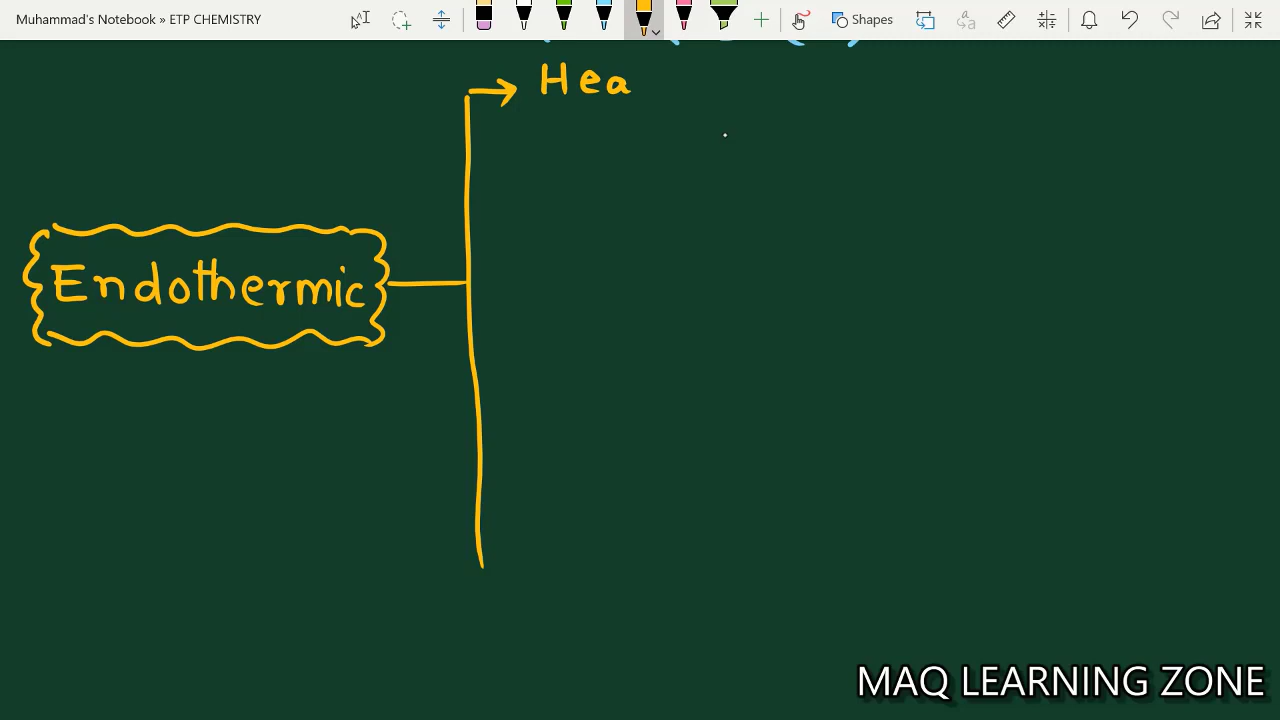 Muhammad's Notebook » ETP CHEMISTRY
Shapes
Hea
Endothermic
MAQ LEARNING ZONE